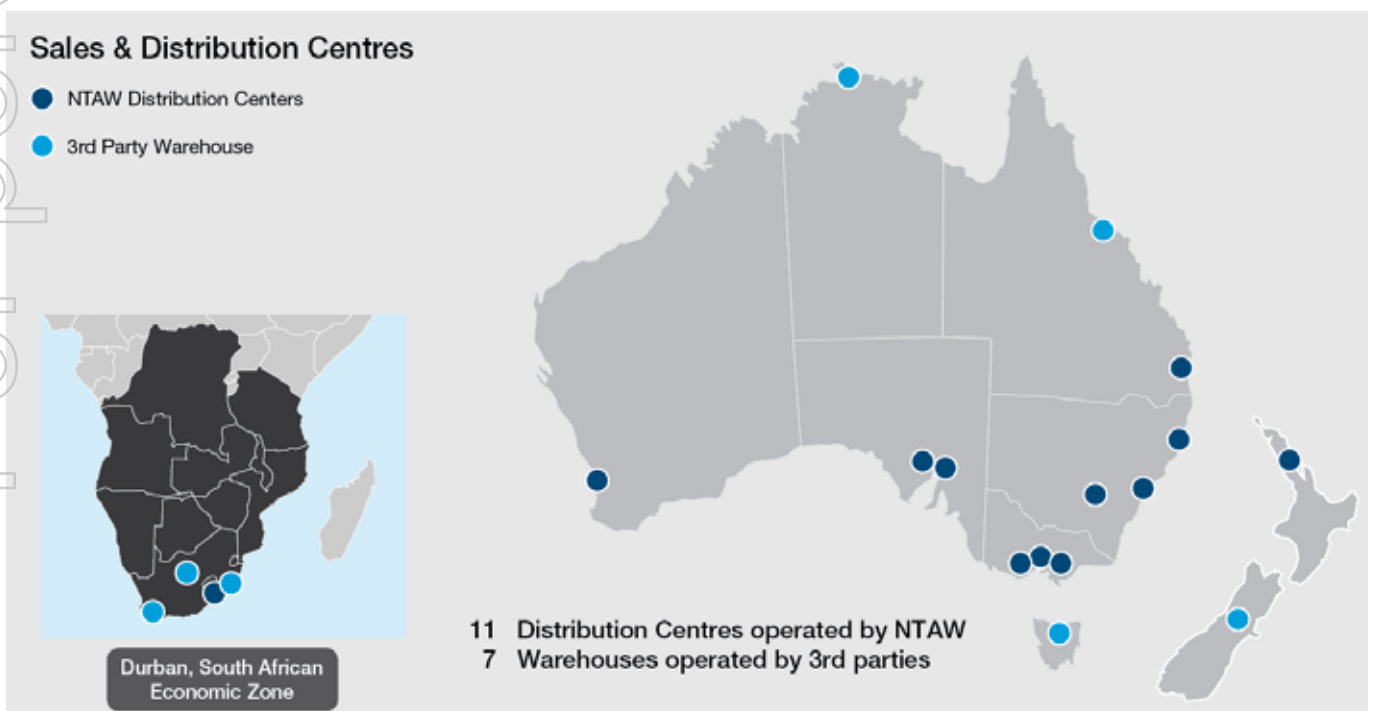 Sales & Distribution Centres
NTAW Distribution Centers
3rd Party Warehouse
11 Distribution Centres operated by NTAW
7 Warehouses operated by 3rd parties
Durban, South African
Economic Zone